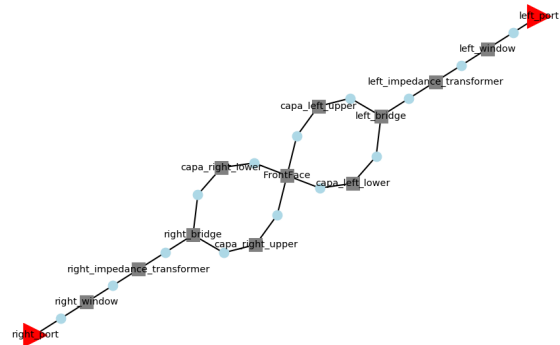 left_port
left_window
left_impedance_transformer
capa_left_upper
left_bridge
capa_right_lower
FrontFace
capa_left_lower
right_bridge
capa_right_upper
right_impedance_transformer
right_window
right_port